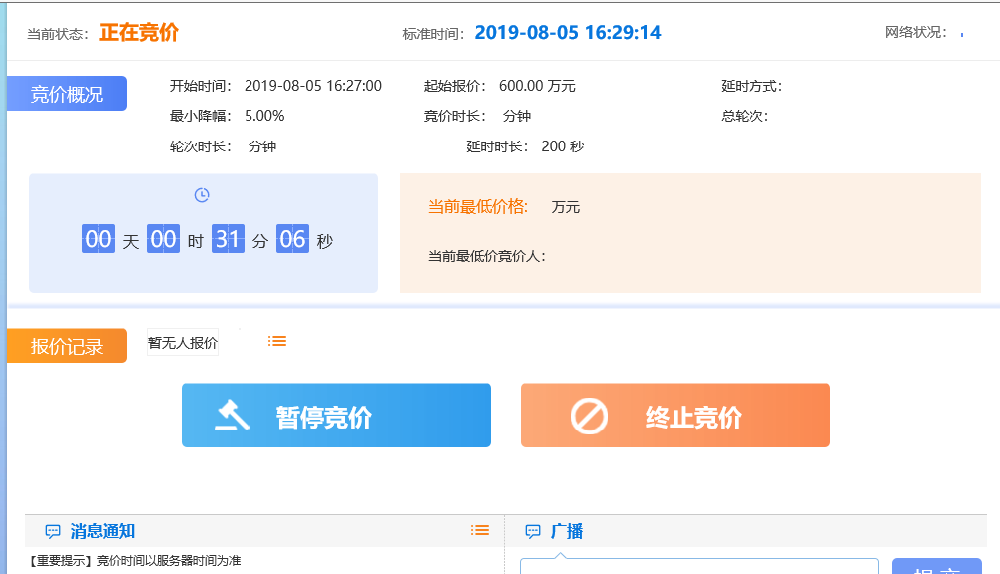 当前状态： 正在竞价 标准时间： 2019-08-05 16:29:14 网络状况：
竞价概况
开始时间： 2019-08-05 16:27:00 起始报价： 600.00 万元 延时方式：
最小降幅： 5.00% 竞价时长： 分钟 总轮次：
轮次时长： 分钟 延时时长： 200 秒
00 天 00 时 31 分 06 秒
当前最低价格: 万元
当前最低价竞价人：
报价记录 暂无人报价
暂停竞价 终止竞价
消息通知 广播
【重要提示】竞价时间以服务器时间为准
提 交